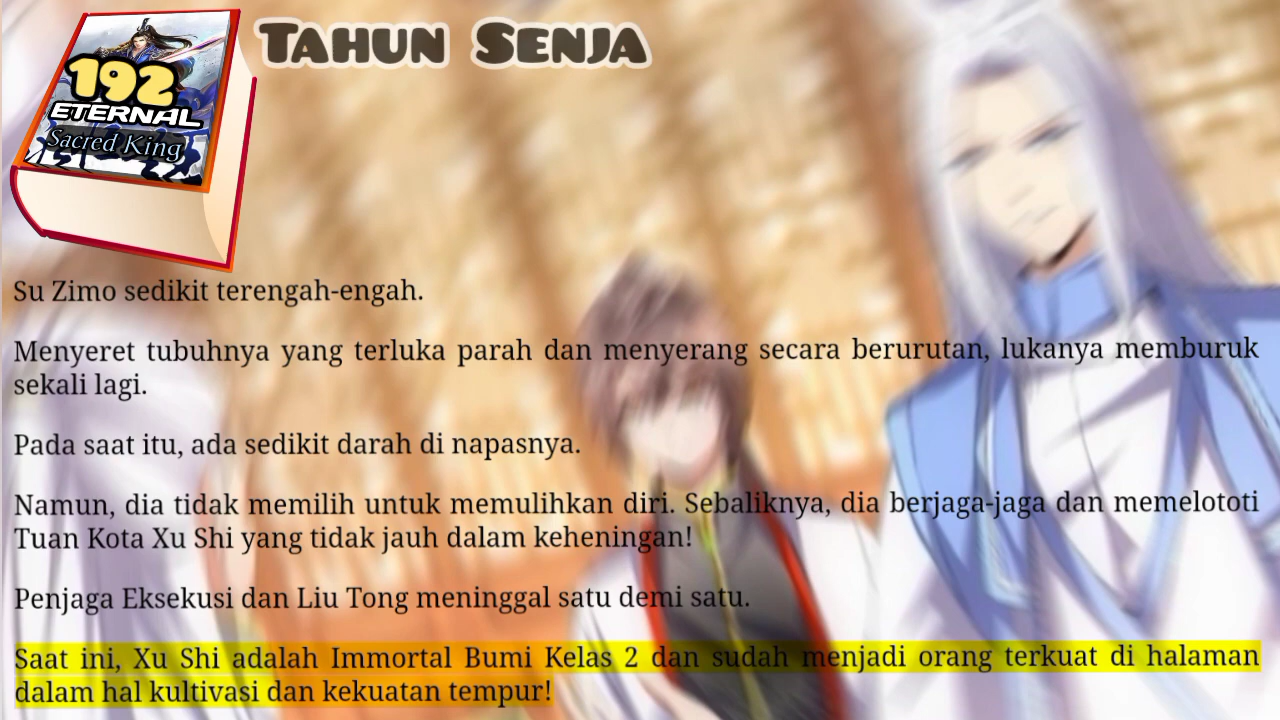 192
ETERNAL
Sacred King
Tahun Senja
Su Zimo sedikit terengah-engah.
Menyeret tubuhnya yang terluka parah dan menyerang secara berurutan, lukanya memburuk
sekali lagi.
Pada saat itu, ada sedikit darah di napasnya.
Namun, dia tidak memilih untuk memulihkan diri. Sebaliknya, dia berjaga-jaga dan memelototi
Tuan Kota Xu Shi yang tidak jauh dalam keheningan!
Penjaga Eksekusi dan Liu Tong meninggal satu demi satu.
Saat ini, Xu Shi adalah Immortal Bumi Kelas 2 dan sudah menjadi orang terkuat di halaman
dalam hal kultivasi dan kekuatan tempur!